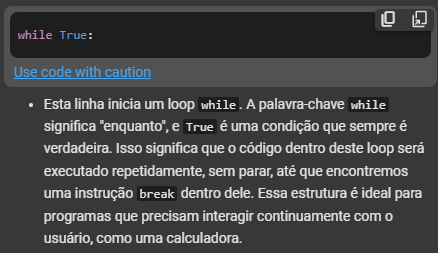 while True:
Use code with caution
• Esta linha inicia um loop while. A palavra-chave while
significa "enquanto", e True é uma condição que sempre é
verdadeira. Isso significa que o código dentro deste loop será
executado repetidamente, sem parar, até que encontremos
uma instrução break dentro dele. Essa estrutura é ideal para
programas que precisam interagir continuamente com o
usuário, como uma calculadora.